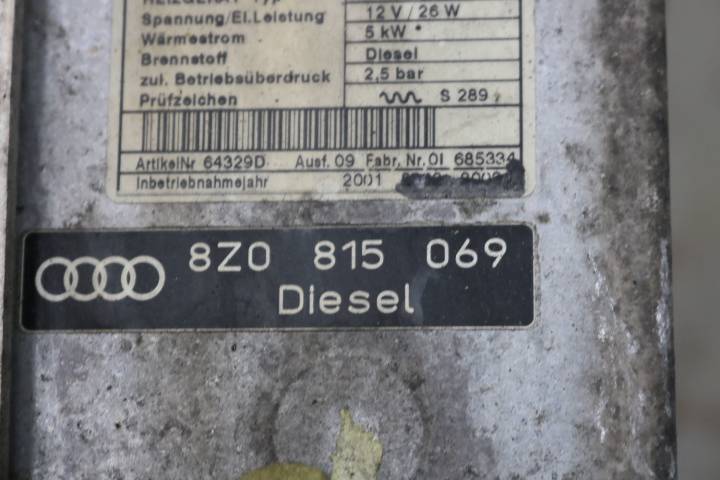 Spannung/El.Leistung 12 V / 26 W
Wärmestrom 5 kW
Brennstoff Diesel
zul. Betriebsüberdruck 2,5 bar
Prüfzeichen S 289
ArtikelNr 64329D Ausf. 09 Fabr. Nr. 01 685334
Inbetriebnahmejahr 2001
8Z0 815 069
Diesel